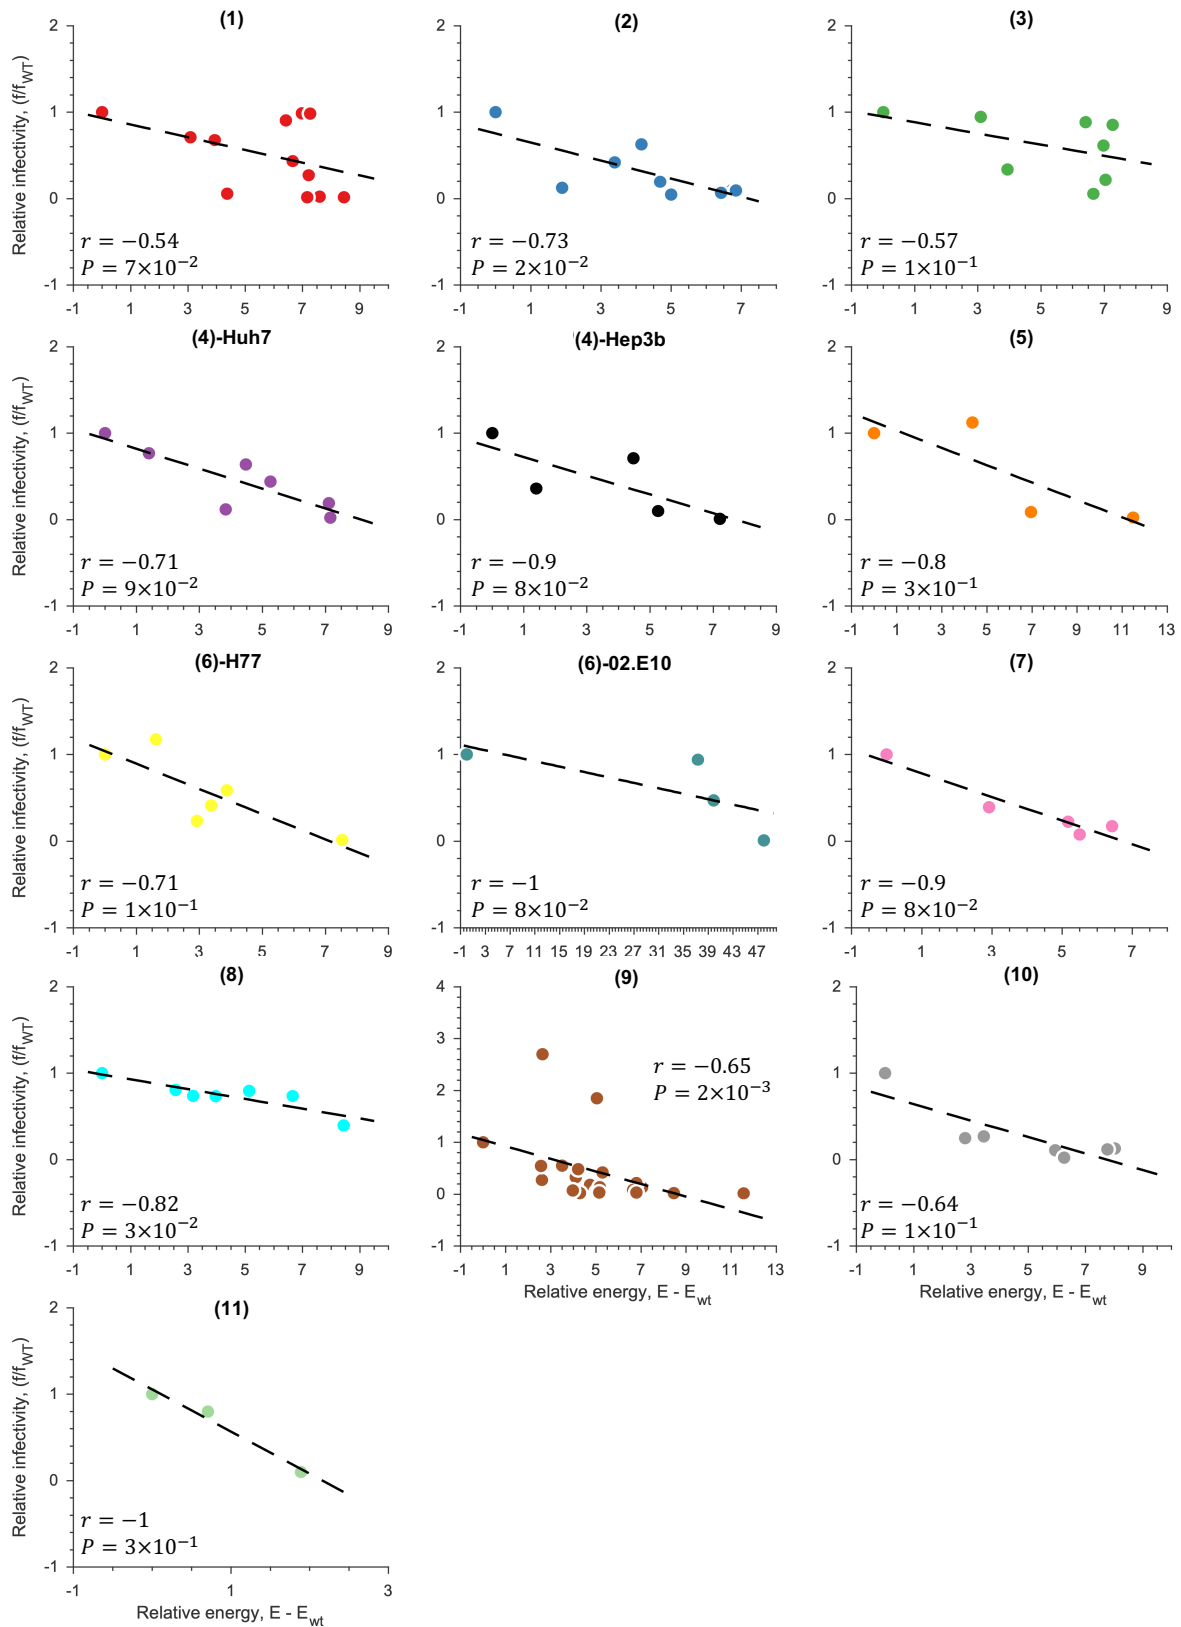 (1)
2
1
0
-1
Relative infectivity, (f/f_WT)
r = −0.54
P = 7×10⁻²
-1 1 3 5 7 9
(2)
2
1
0
-1
r = −0.73
P = 2×10⁻²
-1 1 3 5 7
(3)
2
1
0
-1
r = −0.57
P = 1×10⁻¹
-1 1 3 5 7 9
(4)-Huh7
2
1
0
-1
Relative infectivity, (f/f_WT)
r = −0.71
P = 9×10⁻²
-1 1 3 5 7 9
(4)-Hep3b
2
1
0
-1
r = −0.9
P = 8×10⁻²
-1 1 3 5 7 9
(5)
2
1
0
-1
r = −0.8
P = 3×10⁻¹
-1 1 3 5 7 9 11 13
(6)-H77
2
1
0
-1
Relative infectivity, (f/f_WT)
r = −0.71
P = 1×10⁻¹
-1 1 3 5 7 9
(6)-02.E10
2
1
0
-1
r = −1
P = 8×10⁻²
-1 3 7 11 15 19 23 27 31 35 39 43 47
(7)
2
1
0
-1
r = −0.9
P = 8×10⁻²
-1 1 3 5 7
(8)
2
1
0
-1
Relative infectivity, (f/f_WT)
r = −0.82
P = 3×10⁻²
-1 1 3 5 7 9
(9)
4
3
2
1
0
-1
r = −0.65
P = 2×10⁻³
-1 1 3 5 7 9 11 13
Relative energy, E - E_wt
(10)
2
1
0
-1
r = −0.64
P = 1×10⁻¹
-1 1 3 5 7 9
Relative energy, E - E_wt
(11)
2
1
0
-1
Relative infectivity, (f/f_WT)
r = −1
P = 3×10⁻¹
-1 1 3
Relative energy, E - E_wt